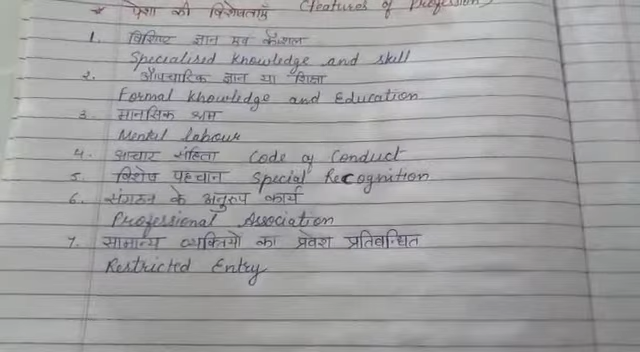 * पेशा की विशेषताएँ (Features of Profession)
1. विशिष्ट ज्ञान एवं कौशल
Specialised knowledge and skill
2. औपचारिक ज्ञान या शिक्षा
Formal knowledge and Education
3. मानसिक श्रम
Mental labour
4. आचार संहिता Code of Conduct
5. विशेष पहचान Special Recognition
6. संगठन के अनुरुप कार्य
Professional Association
7. सामान्य व्यक्तियों का प्रवेश प्रतिबन्धित
Restricted Entry